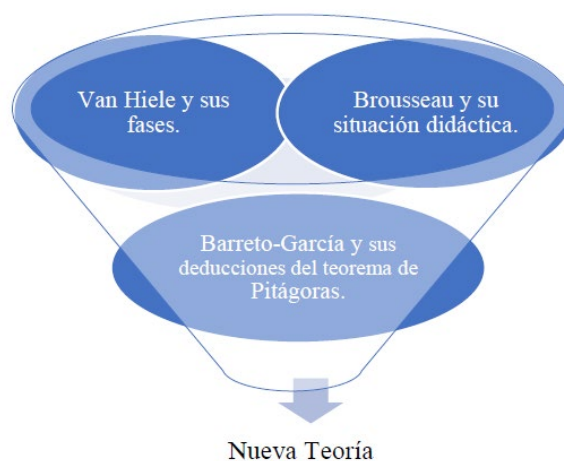 Van Hiele y sus
fases.
Brousseau y su
situación didáctica.
Barreto-García y sus
deducciones del teorema de
Pitágoras.
Nueva Teoría